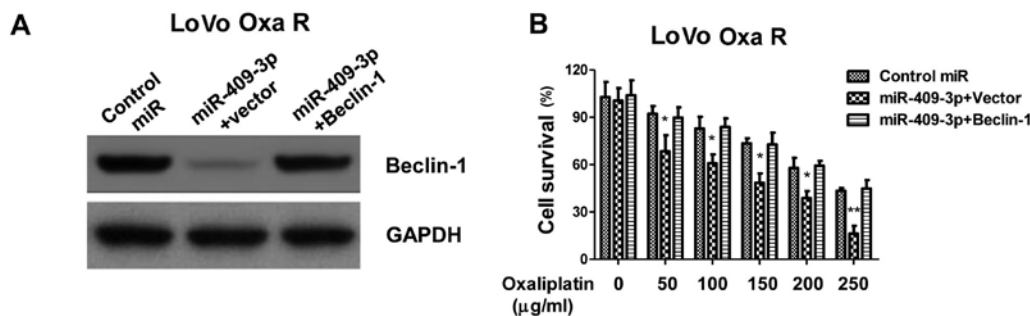 A
LoVo Oxa R
Control
miR
miR-409-3p
+vector
miR-409-3p
+Beclin-1
Beclin-1
GAPDH
B
LoVo Oxa R
Cell survival (%)
120
90
60
30
0
* * * * **
Control miR
miR-409-3p+Vector
miR-409-3p+Beclin-1
Oxaliplatin 0 50 100 150 200 250
(μg/ml)